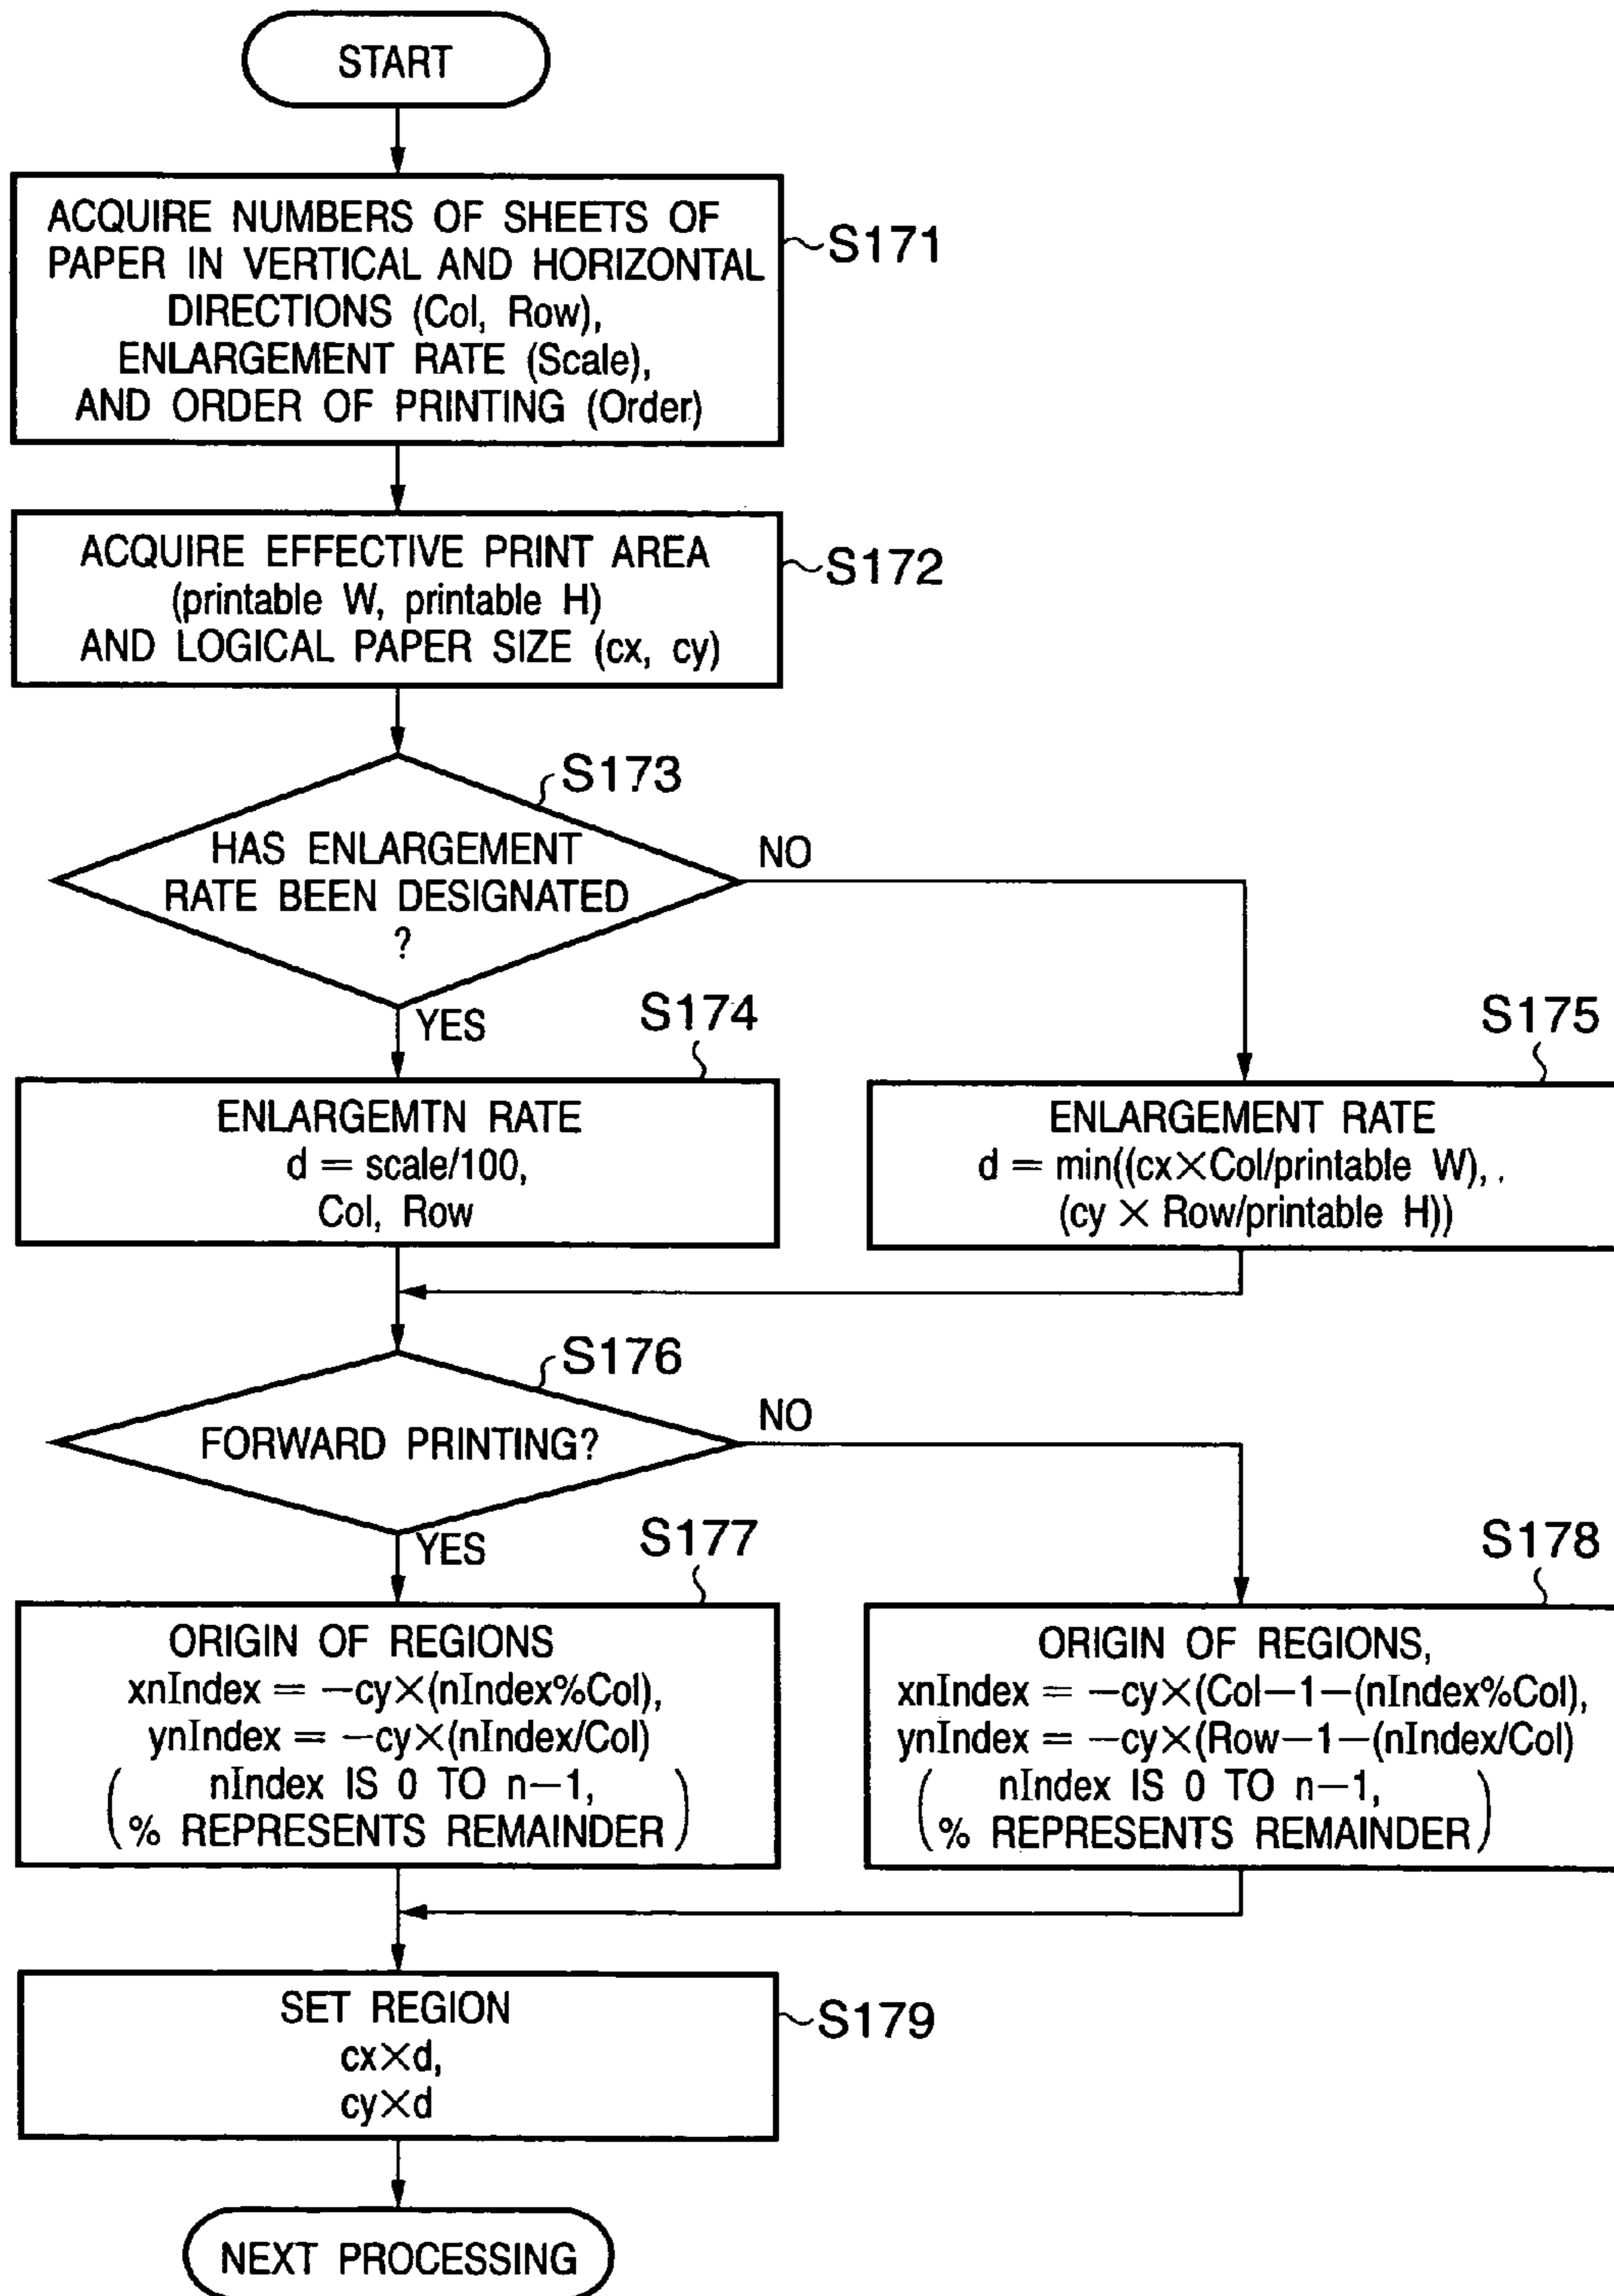 START
ACQUIRE NUMBERS OF SHEETS OF
PAPER IN VERTICAL AND HORIZONTAL
DIRECTIONS (Col, Row),
ENLARGEMENT RATE (Scale),
AND ORDER OF PRINTING (Order)
S171
ACQUIRE EFFECTIVE PRINT AREA
(printable W, printable H)
AND LOGICAL PAPER SIZE (cx, cy)
S172
S173
HAS ENLARGEMENT
RATE BEEN DESIGNATED
?
NO
YES
S174
ENLARGEMTN RATE
d = scale/100,
Col, Row
S175
ENLARGEMENT RATE
d = min((cx×Col/printable W), .
(cy × Row/printable H))
S176
FORWARD PRINTING?
NO
YES
S177
ORIGIN OF REGIONS
xnIndex = −cy×(nIndex%Col),
ynIndex = −cy×(nIndex/Col)
( nIndex IS 0 TO n−1,
% REPRESENTS REMAINDER )
S178
ORIGIN OF REGIONS,
xnIndex = −cy×(Col−1−(nIndex%Col),
ynIndex = −cy×(Row−1−(nIndex/Col)
( nIndex IS 0 TO n−1,
% REPRESENTS REMAINDER )
SET REGION
cx×d,
cy×d
S179
NEXT PROCESSING